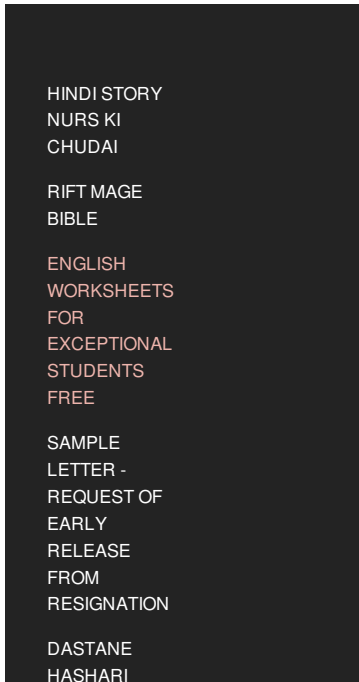 HINDI STORY
NURS KI
CHUDAI
RIFT MAGE
BIBLE
ENGLISH
WORKSHEETS
FOR
EXCEPTIONAL
STUDENTS
FREE
SAMPLE
LETTER -
REQUEST OF
EARLY
RELEASE
FROM
RESIGNATION
DASTANE
HASHARI